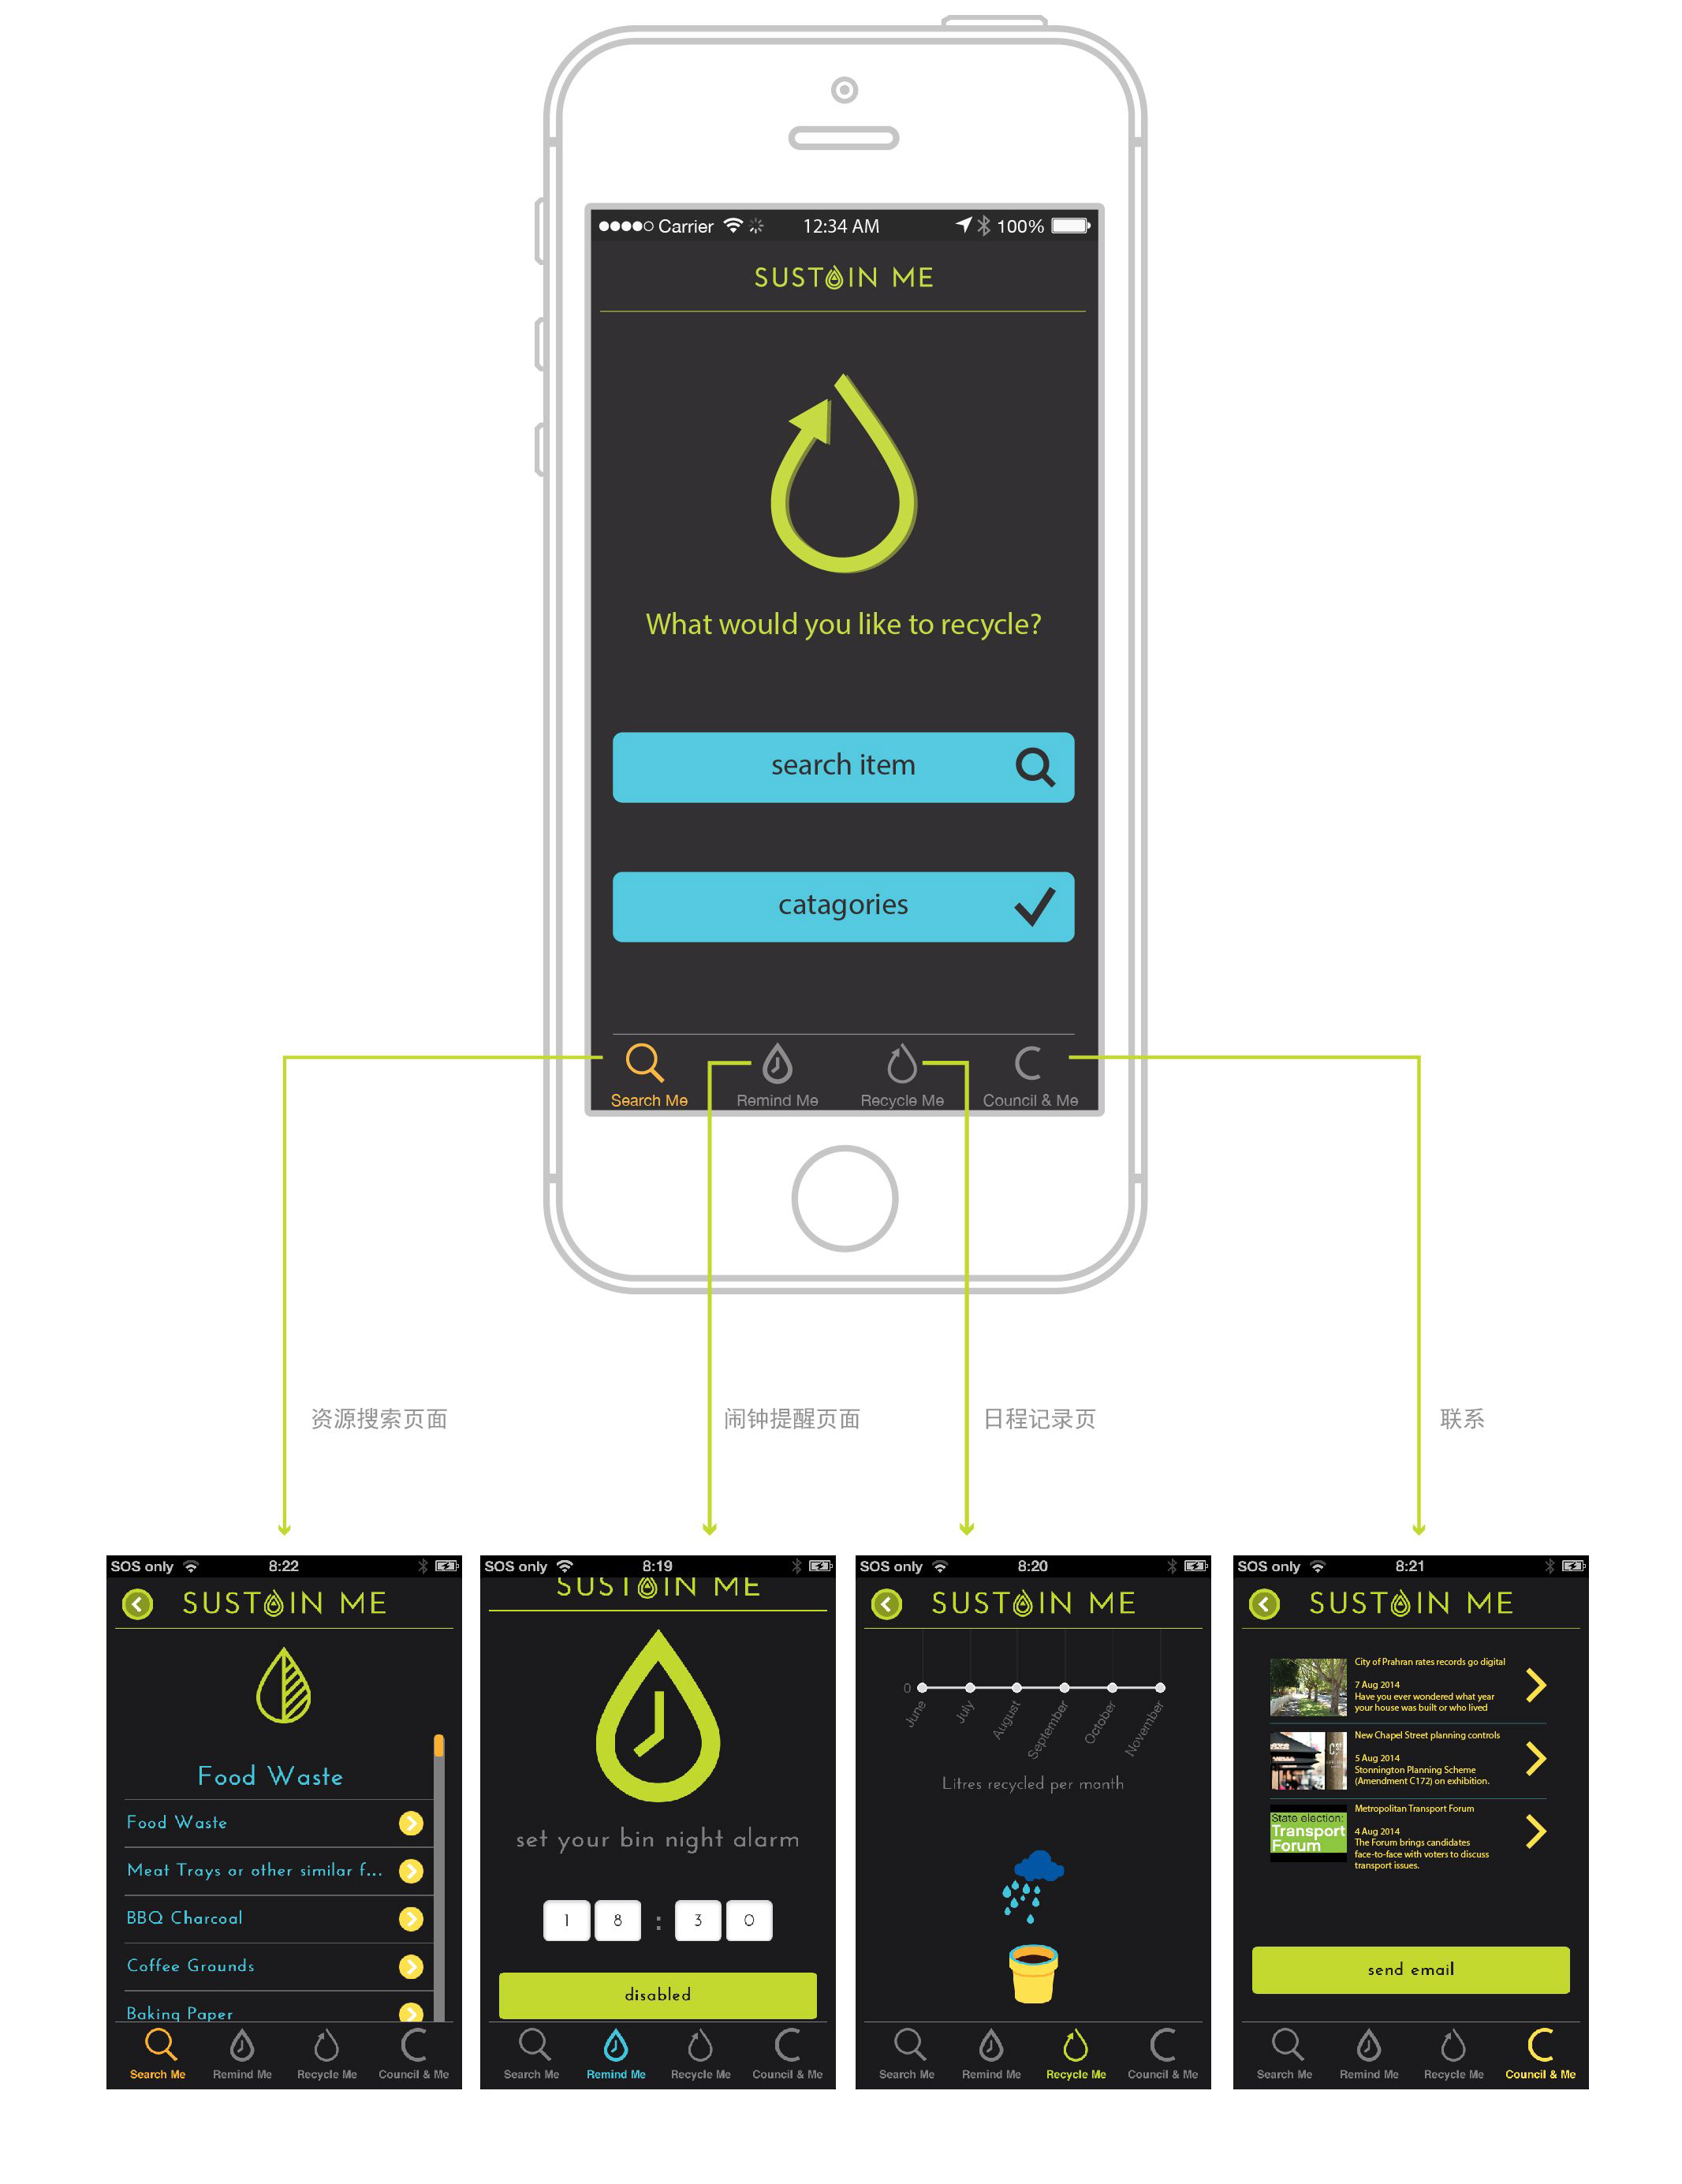 Carrier 12:34 AM 100%
SUSTAIN ME
What would you like to recycle?
search item
catagories
Search Me Remind Me Recycle Me Council & Me
资源搜索页面 闹钟提醒页面 日程记录页 联系
SOS only 8:22
SUSTAIN ME
Food Waste
Food Waste
Meat Trays or other similar f...
BBQ Charcoal
Coffee Grounds
Baking Paper
Search Me Remind Me Recycle Me Council & Me
SOS only 8:19
SUSTAIN ME
set your bin night alarm
1 8 : 3 0
disabled
Search Me Remind Me Recycle Me Council & Me
SOS only 8:20
SUSTAIN ME
0
June July August September October November
Litres recycled per month
Search Me Remind Me Recycle Me Council & Me
SOS only 8:21
SUSTAIN ME
City of Prahran rates records go digital
7 Aug 2014
Have you ever wondered what year
your house was built or who lived
New Chapel Street planning controls
5 Aug 2014
Stonnington Planning Scheme
(Amendment C172) on exhibition.
State election:
Transport
Forum
Metropolitan Transport Forum
4 Aug 2014
The Forum brings candidates
face-to-face with voters to discuss
transport issues.
send email
Search Me Remind Me Recycle Me Council & Me